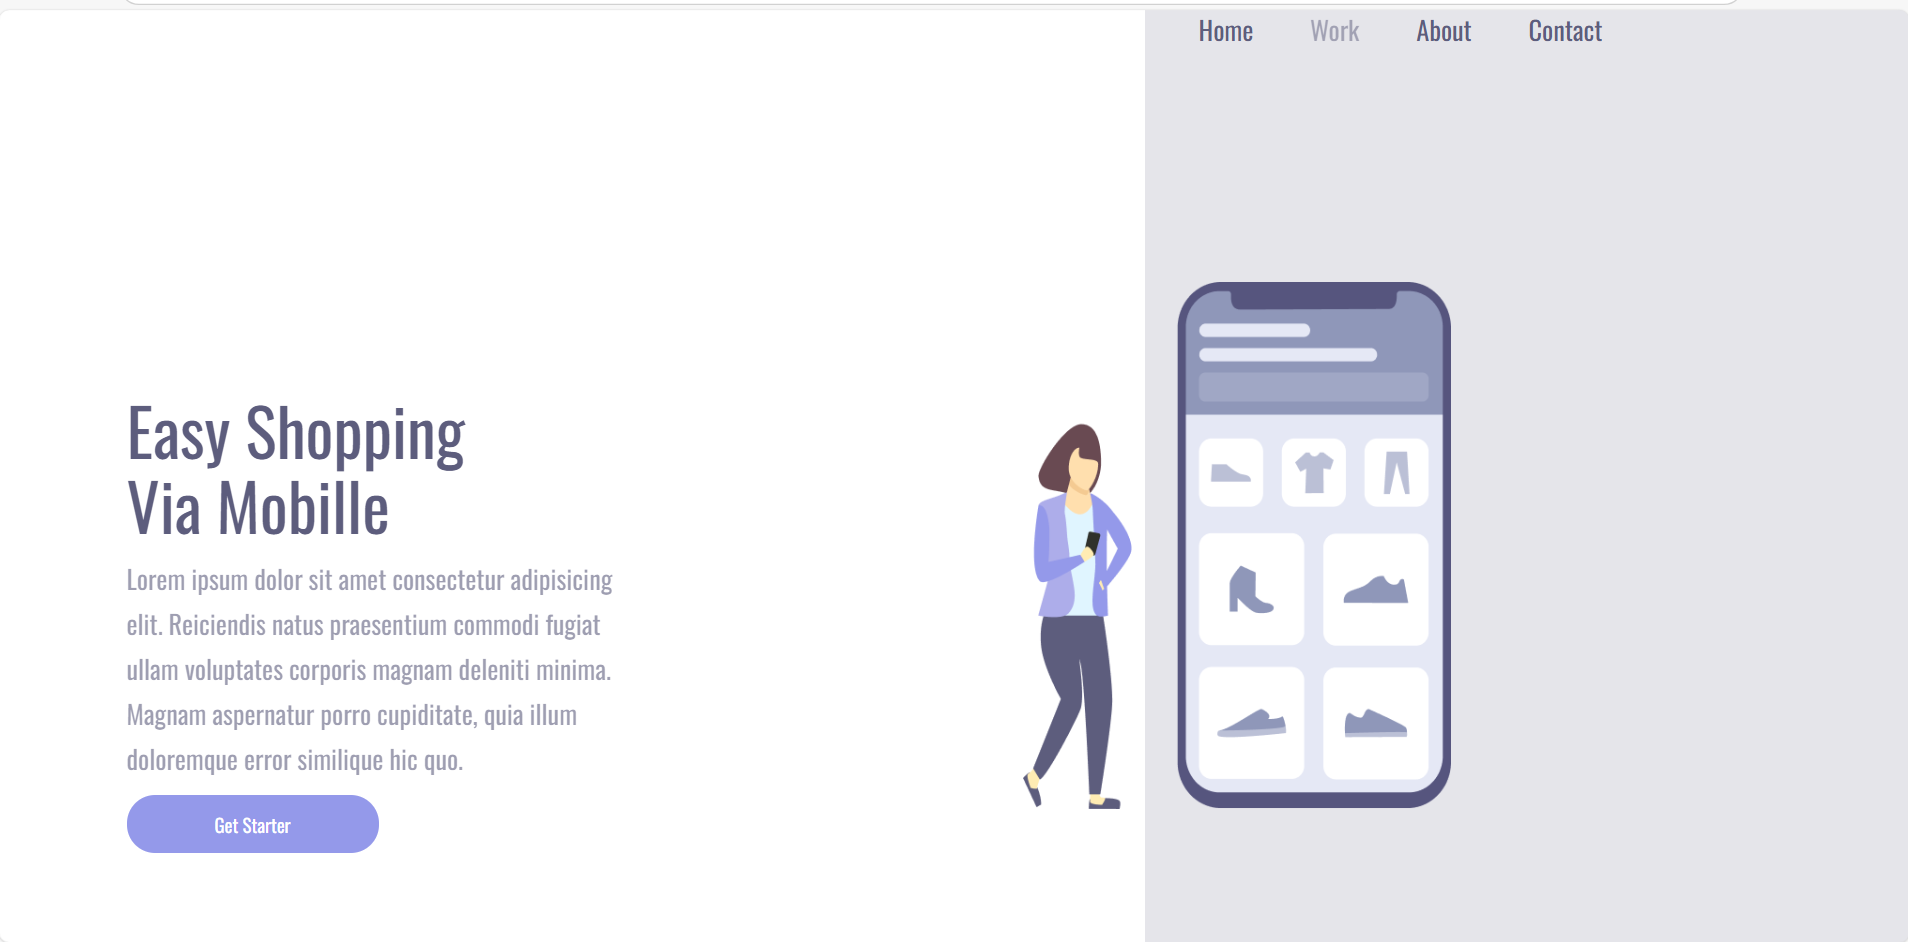 Home Work About Contact
Easy Shopping
Via Mobille
Lorem ipsum dolor sit amet consectetur adipisicing
elit. Reiciendis natus praesentium commodi fugiat
ullam voluptates corporis magnam deleniti minima.
Magnam aspernatur porro cupiditate, quia illum
doloremque error similique hic quo.
Get Starter